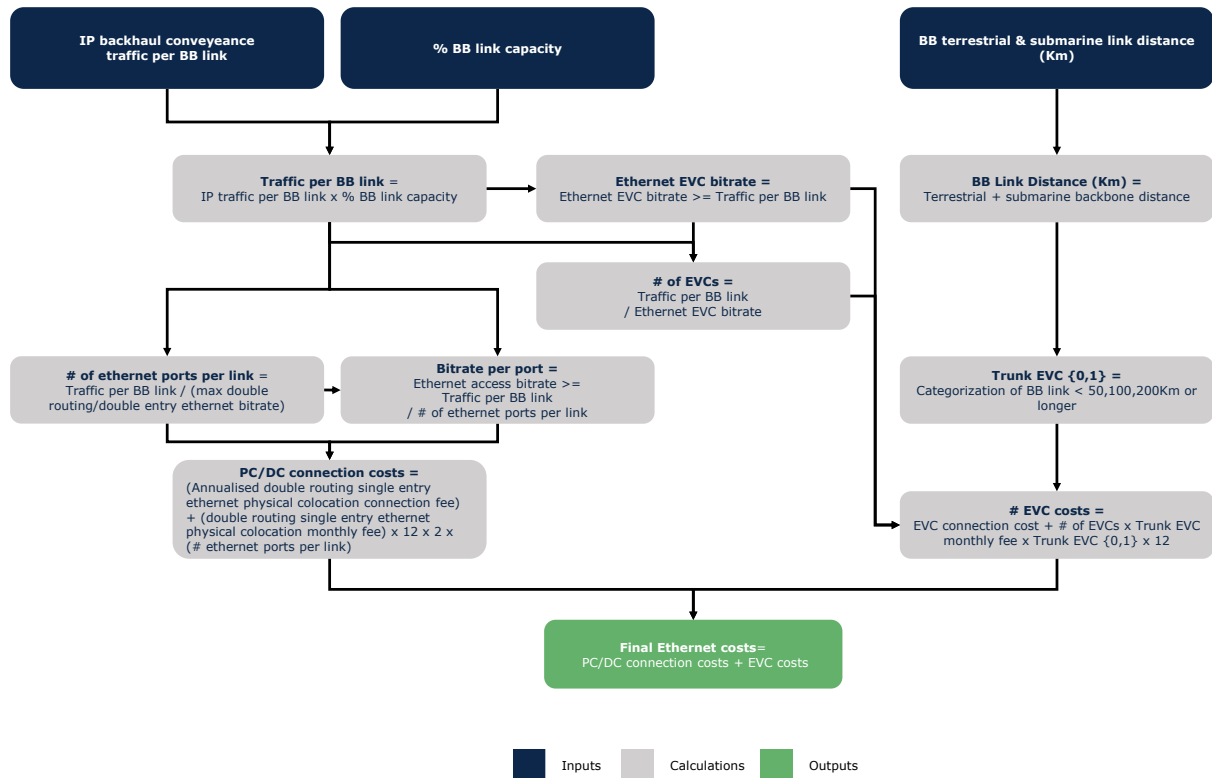 IP backhaul conveyeance
traffic per BB link
% BB link capacity
BB terrestrial & submarine link distance
(Km)
Traffic per BB link =
IP traffic per BB link x % BB link capacity
Ethernet EVC bitrate =
Ethernet EVC bitrate >= Traffic per BB link
BB Link Distance (Km) =
Terrestrial + submarine backbone distance
# of EVCs =
Traffic per BB link
/ Ethernet EVC bitrate
# of ethernet ports per link =
Traffic per BB link / (max double
routing/double entry ethernet bitrate)
Bitrate per port =
Ethernet access bitrate >=
Traffic per BB link
/ # of ethernet ports per link
Trunk EVC {0,1} =
Categorization of BB link < 50,100,200Km or
longer
PC/DC connection costs =
(Annualised double routing single entry
ethernet physical colocation connection fee)
+ (double routing single entry ethernet
physical colocation monthly fee) x 12 x 2 x
(# ethernet ports per link)
# EVC costs =
EVC connection cost + # of EVCs x Trunk EVC
monthly fee x Trunk EVC {0,1} x 12
Final Ethernet costs=
PC/DC connection costs + EVC costs
Inputs
Calculations
Outputs